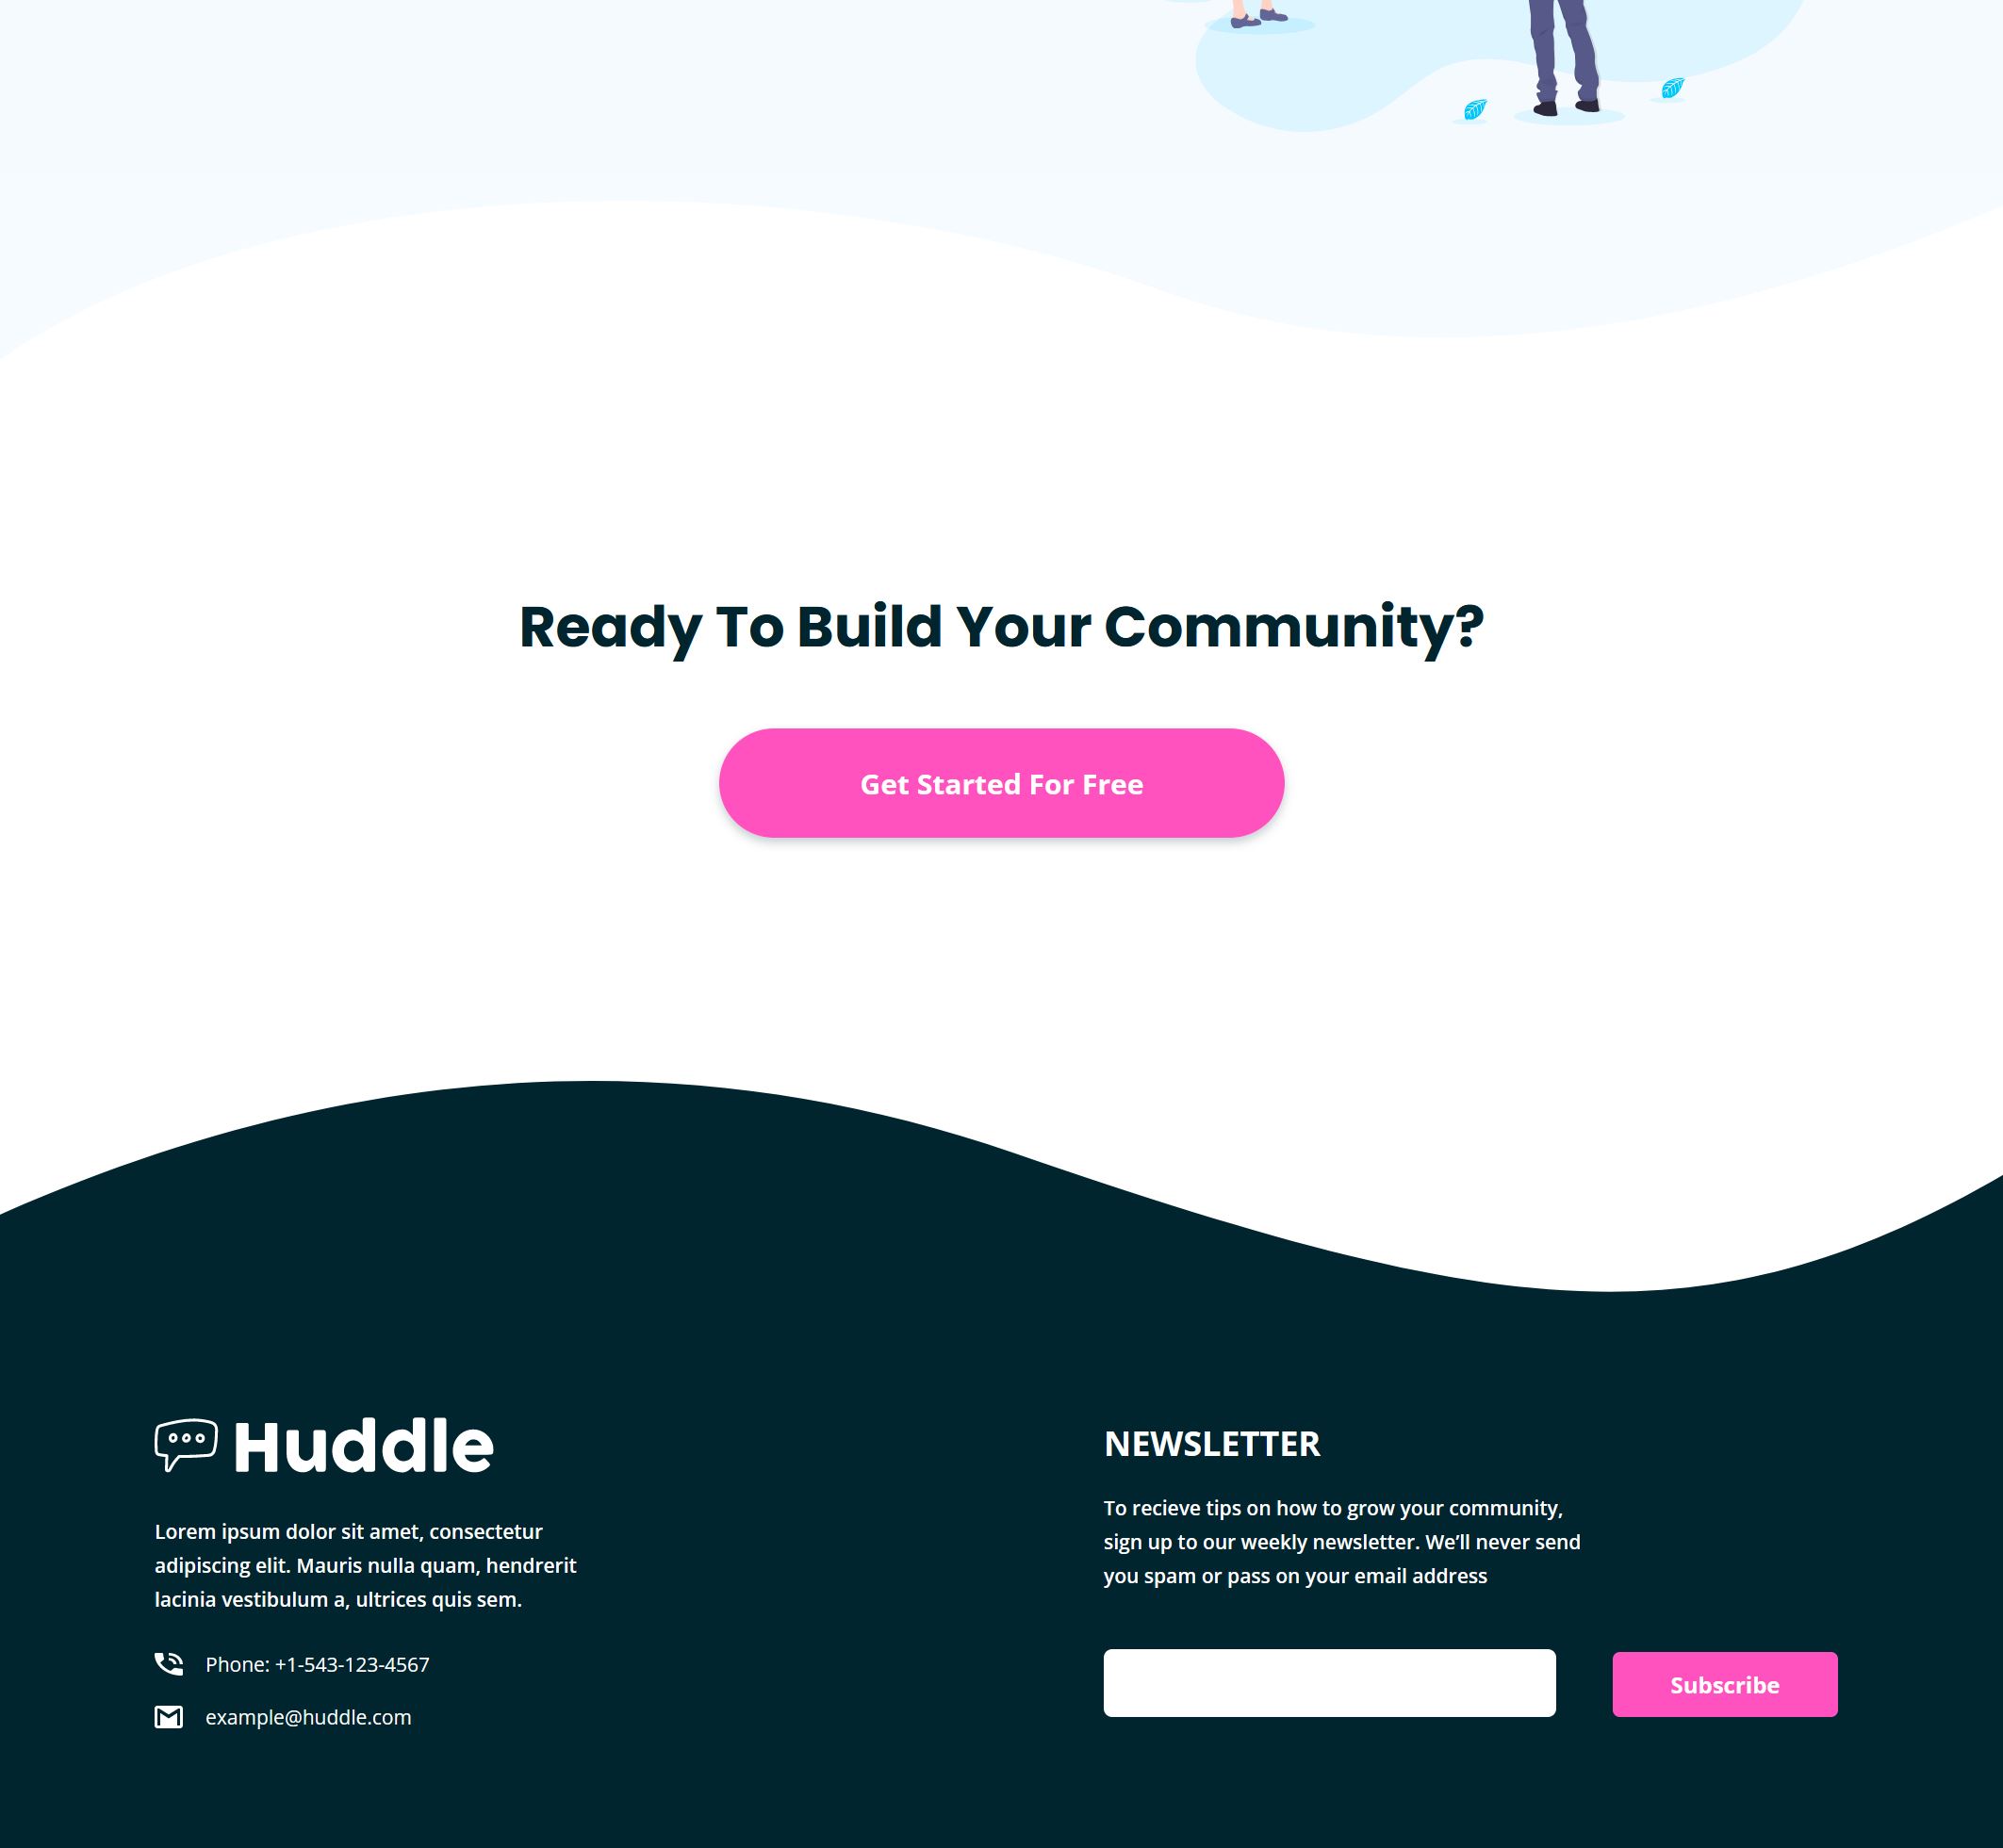 Ready To Build Your Community?
Get Started For Free
Huddle
Lorem ipsum dolor sit amet, consectetur
adipiscing elit. Mauris nulla quam, hendrerit
lacinia vestibulum a, ultrices quis sem.
Phone: +1-543-123-4567
example@huddle.com
NEWSLETTER
To recieve tips on how to grow your community,
sign up to our weekly newsletter. We’ll never send
you spam or pass on your email address
Subscribe